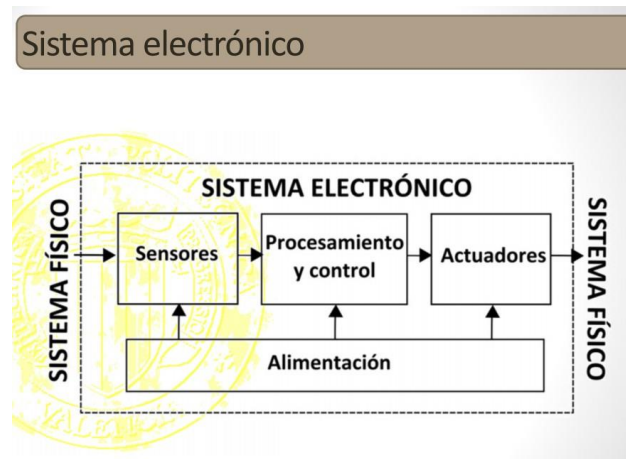 Sistema electrónico
SISTEMA ELECTRÓNICO
SISTEMA FÍSICO
Sensores
Procesamiento
y control
Actuadores
SISTEMA FÍSICO
Alimentación